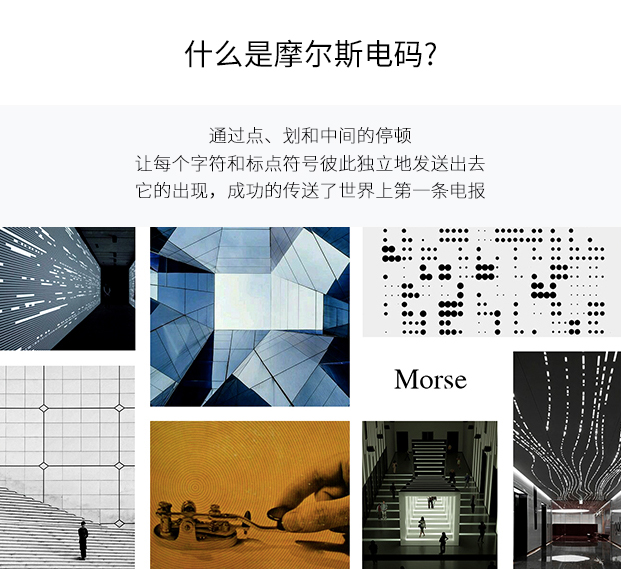 什么是摩尔斯电码?
通过点、划和中间的停顿
让每个字符和标点符号彼此独立地发送出去
它的出现，成功的传送了世界上第一条电报
Morse